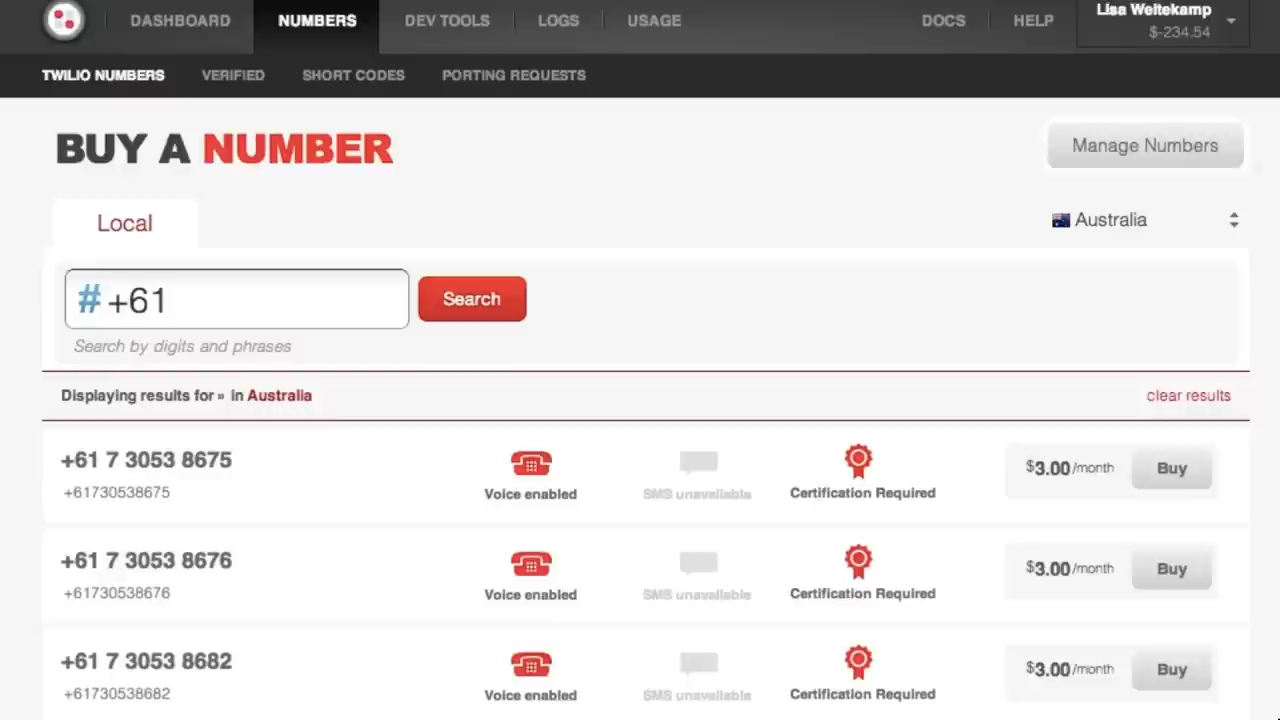 DASHBOARD NUMBERS DEV TOOLS LOGS USAGE DOCS HELP Lisa Weitekamp
$-234.54
TWILIO NUMBERS VERIFIED SHORT CODES PORTING REQUESTS
BUY A NUMBER
Manage Numbers
Local
Australia
# +61
Search
Search by digits and phrases
Displaying results for » in Australia
clear results
+61 7 3053 8675
+61730538675
Voice enabled
SMS unavailable
Certification Required
$3.00/month
Buy
+61 7 3053 8676
+61730538676
Voice enabled
SMS unavailable
Certification Required
$3.00/month
Buy
+61 7 3053 8682
+61730538682
Voice enabled
SMS unavailable
Certification Required
$3.00/month
Buy